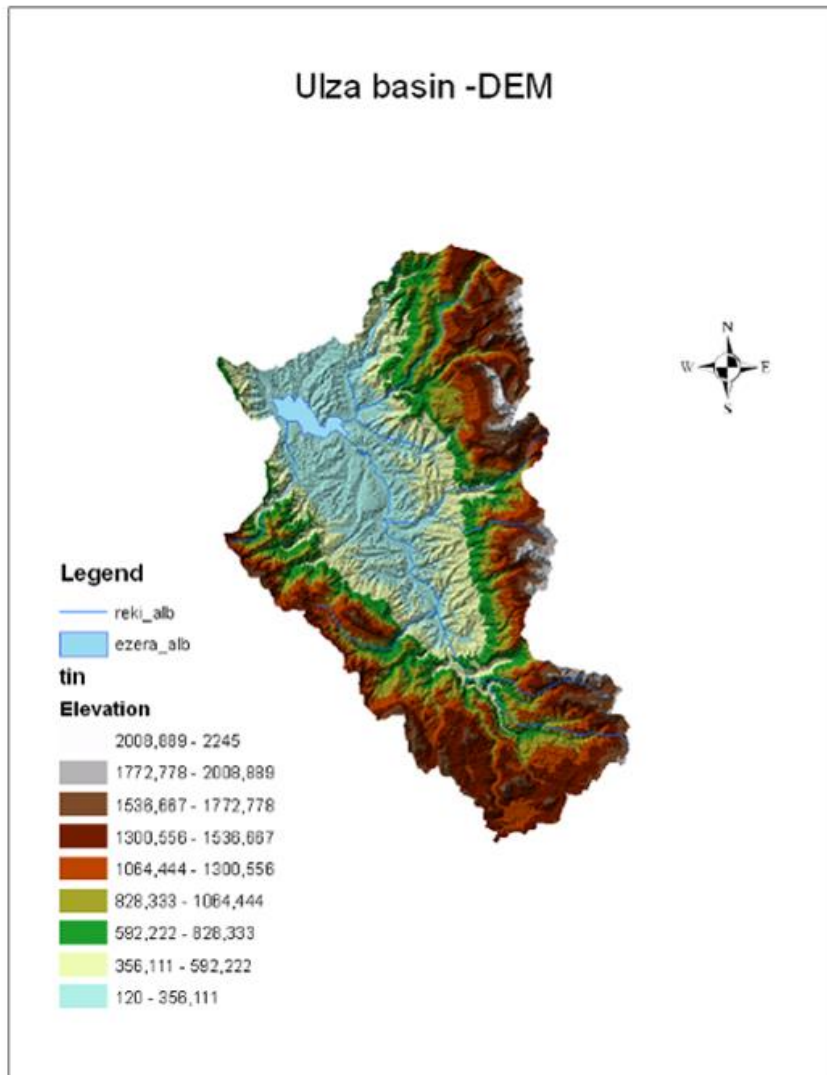 Ulza basin -DEM
N
W E
S
Legend
reki_alb
ezera_alb
tin
Elevation
2008,889 - 2245
1772,778 - 2008,889
1536,667 - 1772,778
1300,556 - 1536,667
1064,444 - 1300,556
828,333 - 1064,444
592,222 - 828,333
356,111 - 592,222
120 - 356,111